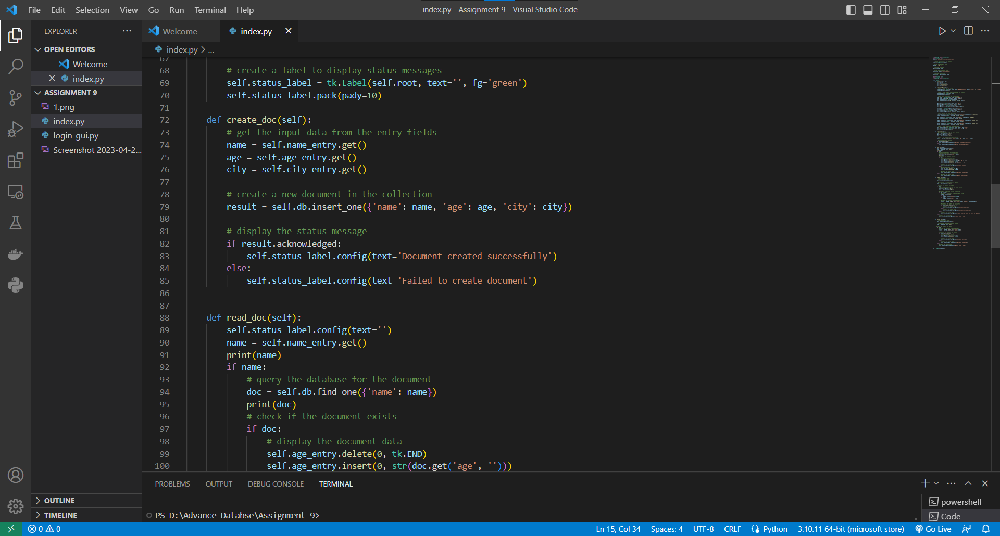 File Edit Selection View Go Run Terminal Help
index.py - Assignment 9 - Visual Studio Code
EXPLORER
OPEN EDITORS
Welcome
index.py
ASSIGNMENT 9
1.png
index.py
login_gui.py
Screenshot 2023-04-2...
OUTLINE
TIMELINE
Welcome index.py
index.py > ...
67
68 # create a label to display status messages
69 self.status_label = tk.Label(self.root, text='', fg='green')
70 self.status_label.pack(pady=10)
71
72 def create_doc(self):
73 # get the input data from the entry fields
74 name = self.name_entry.get()
75 age = self.age_entry.get()
76 city = self.city_entry.get()
77
78 # create a new document in the collection
79 result = self.db.insert_one({'name': name, 'age': age, 'city': city})
80
81 # display the status message
82 if result.acknowledged:
83 self.status_label.config(text='Document created successfully')
84 else:
85 self.status_label.config(text='Failed to create document')
86
87
88 def read_doc(self):
89 self.status_label.config(text='')
90 name = self.name_entry.get()
91 print(name)
92 if name:
93 # query the database for the document
94 doc = self.db.find_one({'name': name})
95 print(doc)
96 # check if the document exists
97 if doc:
98 # display the document data
99 self.age_entry.delete(0, tk.END)
100 self.age_entry.insert(0, str(doc.get('age', '')))
PROBLEMS OUTPUT DEBUG CONSOLE TERMINAL
PS D:\Advance Databse\Assignment 9>
powershell
Code
0 0
Ln 15, Col 34 Spaces: 4 UTF-8 CRLF Python 3.10.11 64-bit (microsoft store) Go Live